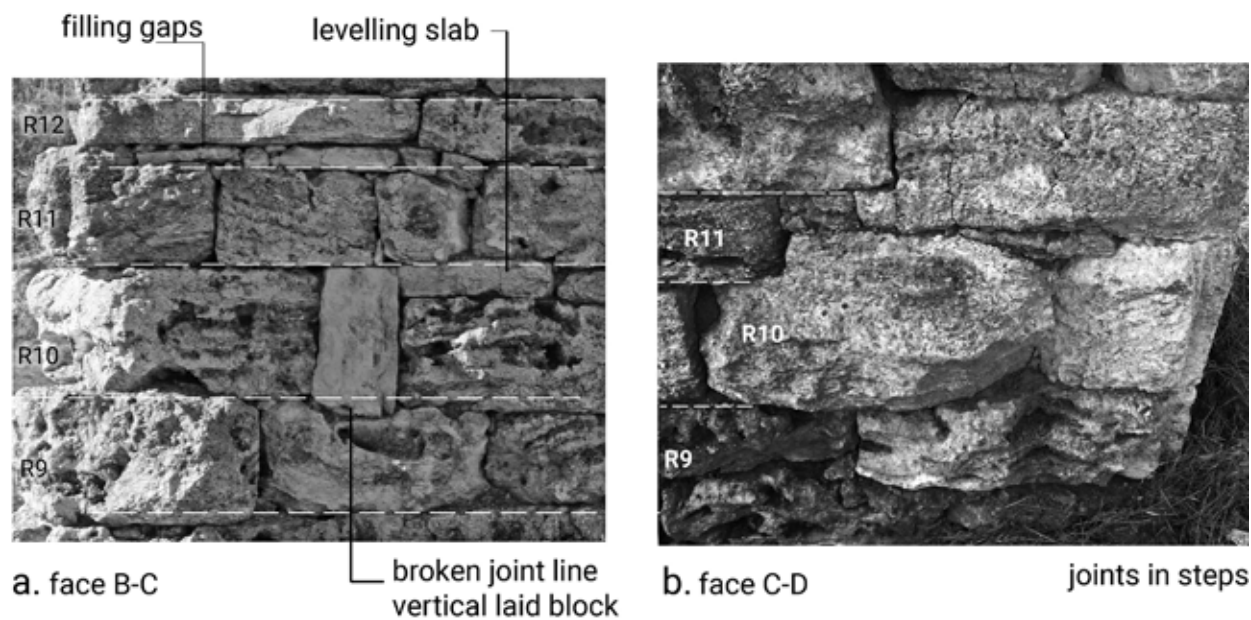 filling gaps
levelling slab
R12
R11
R10
R9
R11
R10
R9
a. face B-C
broken joint line
vertical laid block
b. face C-D
joints in steps